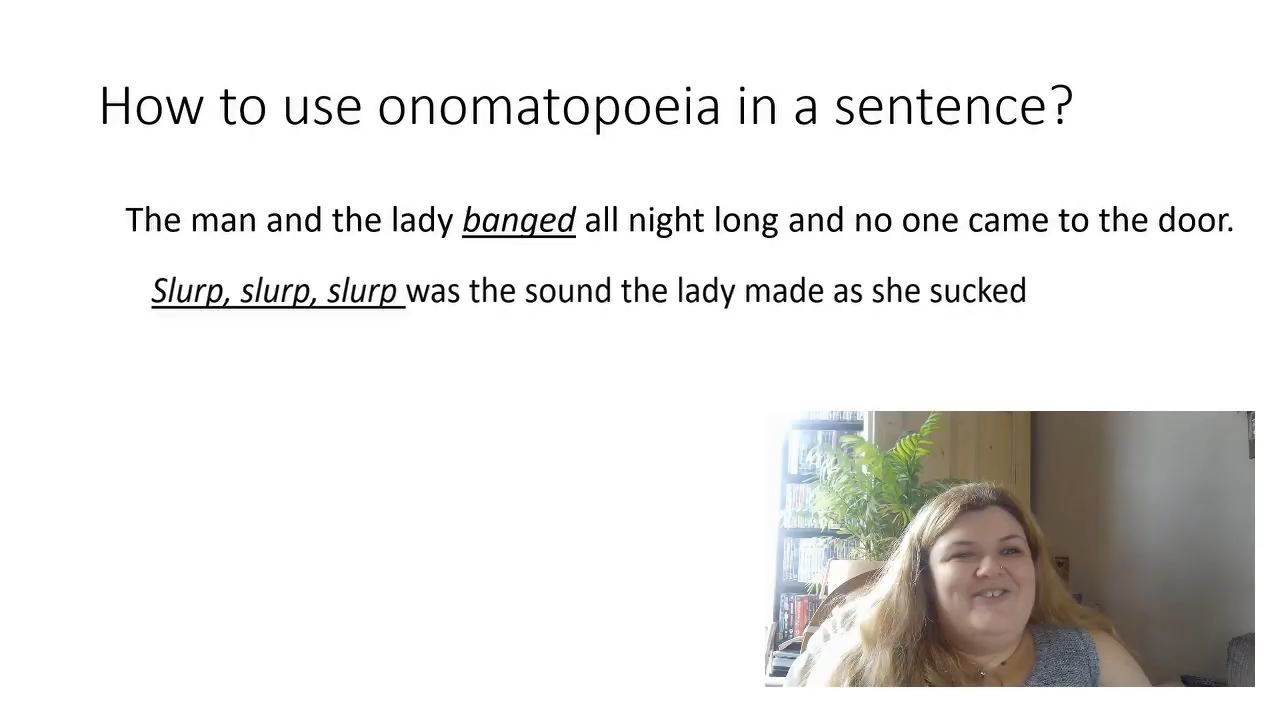 How to use onomatopoeia in a sentence?
The man and the lady banged all night long and no one came to the door.
Slurp, slurp, slurp was the sound the lady made as she sucked